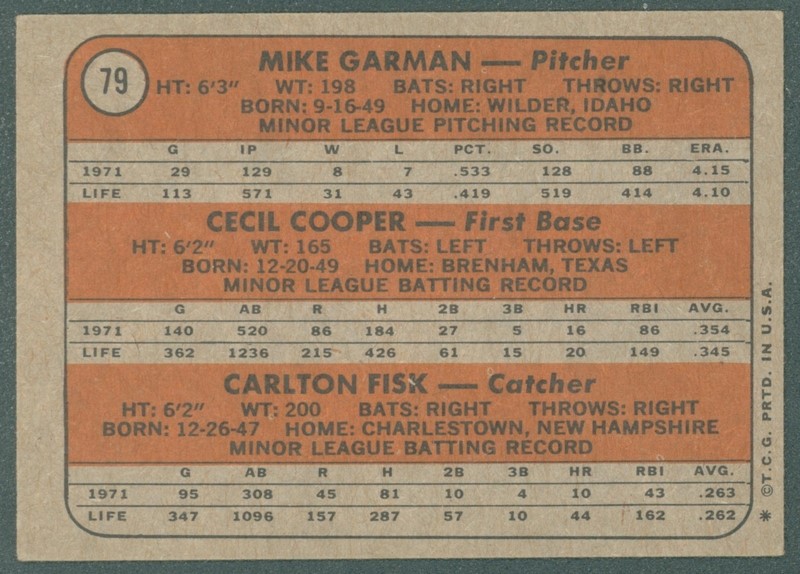 79
MIKE GARMAN — Pitcher
HT: 6'3" WT: 198 BATS: RIGHT THROWS: RIGHT
BORN: 9-16-49 HOME: WILDER, IDAHO
MINOR LEAGUE PITCHING RECORD
G IP W L PCT. SO. BB. ERA.
1971 29 129 8 7 .533 128 88 4.15
LIFE 113 571 31 43 .419 519 414 4.10
CECIL COOPER — First Base
HT: 6'2" WT: 165 BATS: LEFT THROWS: LEFT
BORN: 12-20-49 HOME: BRENHAM, TEXAS
MINOR LEAGUE BATTING RECORD
G AB R H 2B 3B HR RBI AVG.
1971 140 520 86 184 27 5 16 86 .354
LIFE 362 1236 215 426 61 15 20 149 .345
CARLTON FISK — Catcher
HT: 6'2" WT: 200 BATS: RIGHT THROWS: RIGHT
BORN: 12-26-47 HOME: CHARLESTOWN, NEW HAMPSHIRE
MINOR LEAGUE BATTING RECORD
G AB R H 2B 3B HR RBI AVG.
1971 95 308 45 81 10 4 10 43 .263
LIFE 347 1096 157 287 57 10 44 162 .262
* ©T.C.G. PRTD. IN U.S.A.